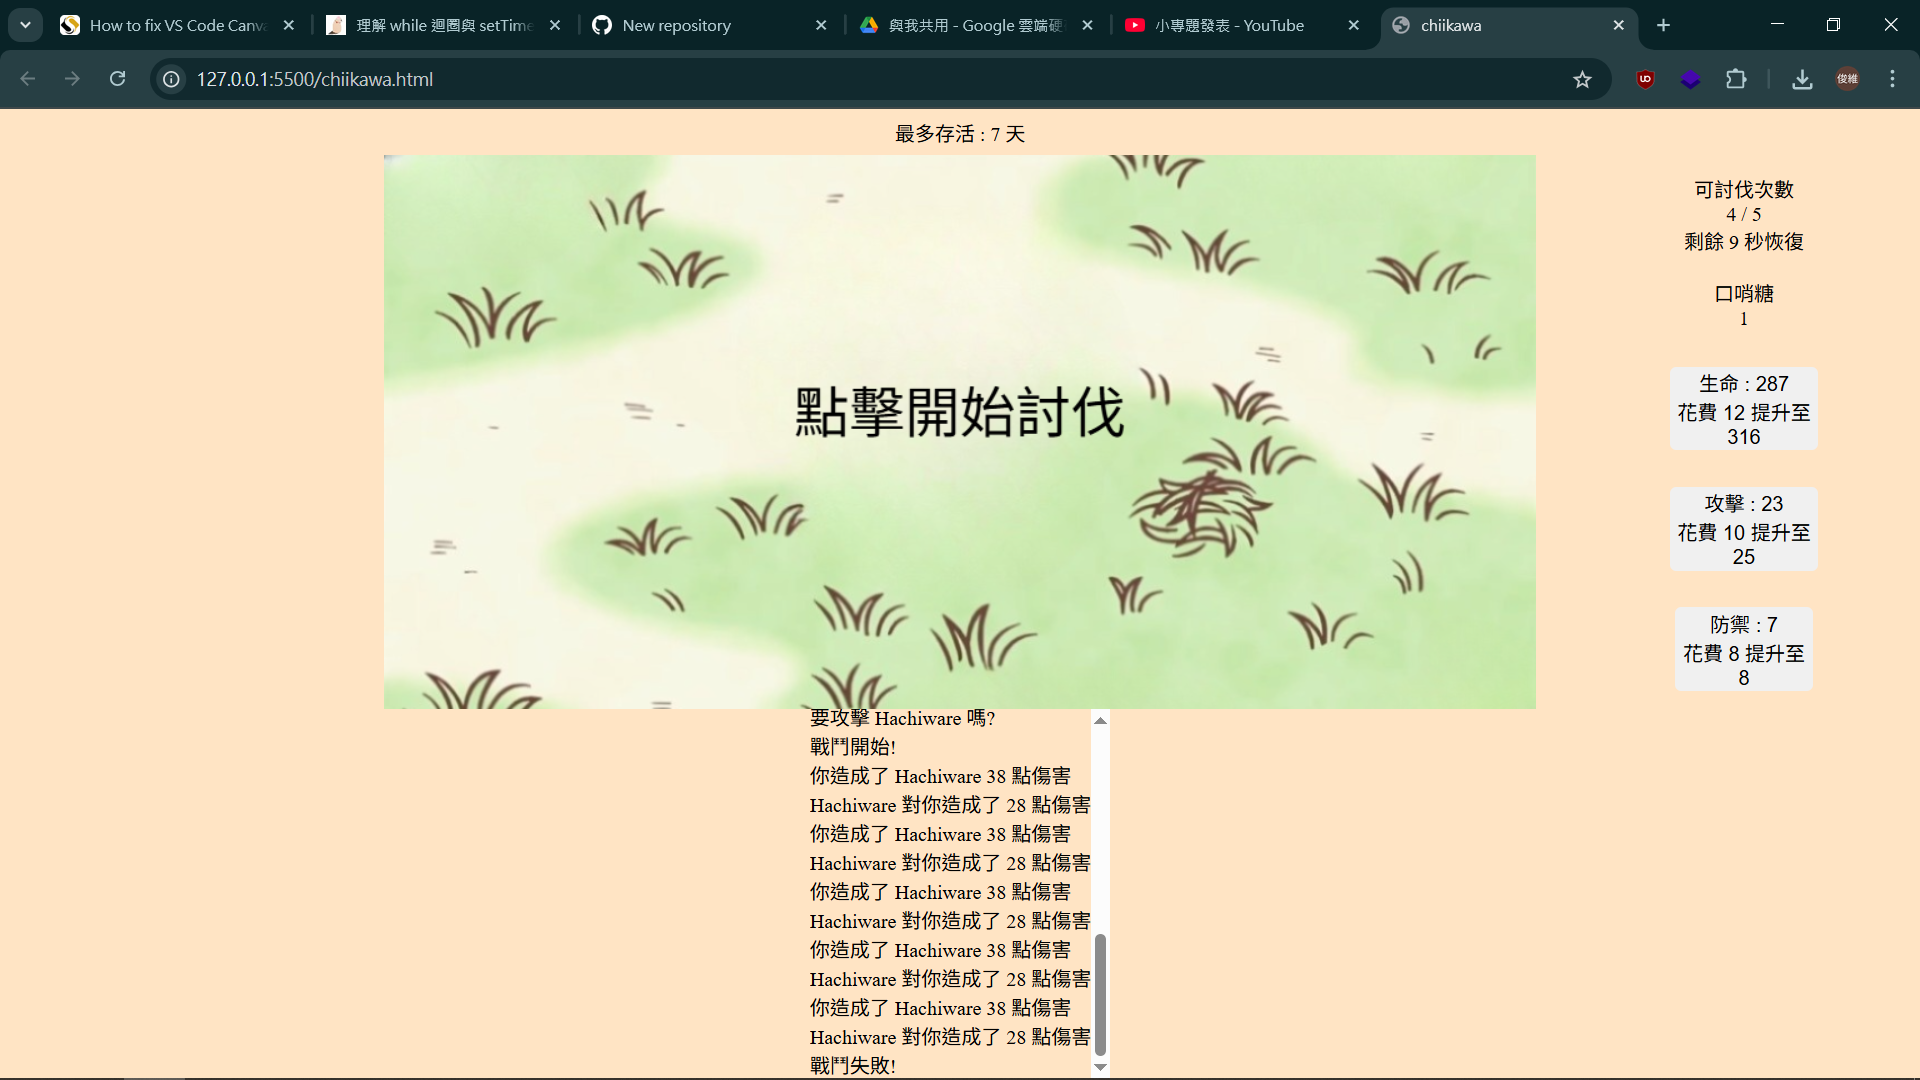 How to fix VS Code Canva
理解 while 迴圈與 setTime
New repository
與我共用 - Google 雲端硬
小專題發表 - YouTube
chiikawa
127.0.0.1:5500/chiikawa.html
俊維
最多存活 : 7 天
點擊開始討伐
可討伐次數
4 / 5
剩餘 9 秒恢復
口哨糖
1
生命 : 287
花費 12 提升至
316
攻擊 : 23
花費 10 提升至
25
防禦 : 7
花費 8 提升至
8
要攻擊 Hachiware 嗎?
戰鬥開始!
你造成了 Hachiware 38 點傷害
Hachiware 對你造成了 28 點傷害
你造成了 Hachiware 38 點傷害
Hachiware 對你造成了 28 點傷害
你造成了 Hachiware 38 點傷害
Hachiware 對你造成了 28 點傷害
你造成了 Hachiware 38 點傷害
Hachiware 對你造成了 28 點傷害
你造成了 Hachiware 38 點傷害
Hachiware 對你造成了 28 點傷害
戰鬥失敗!